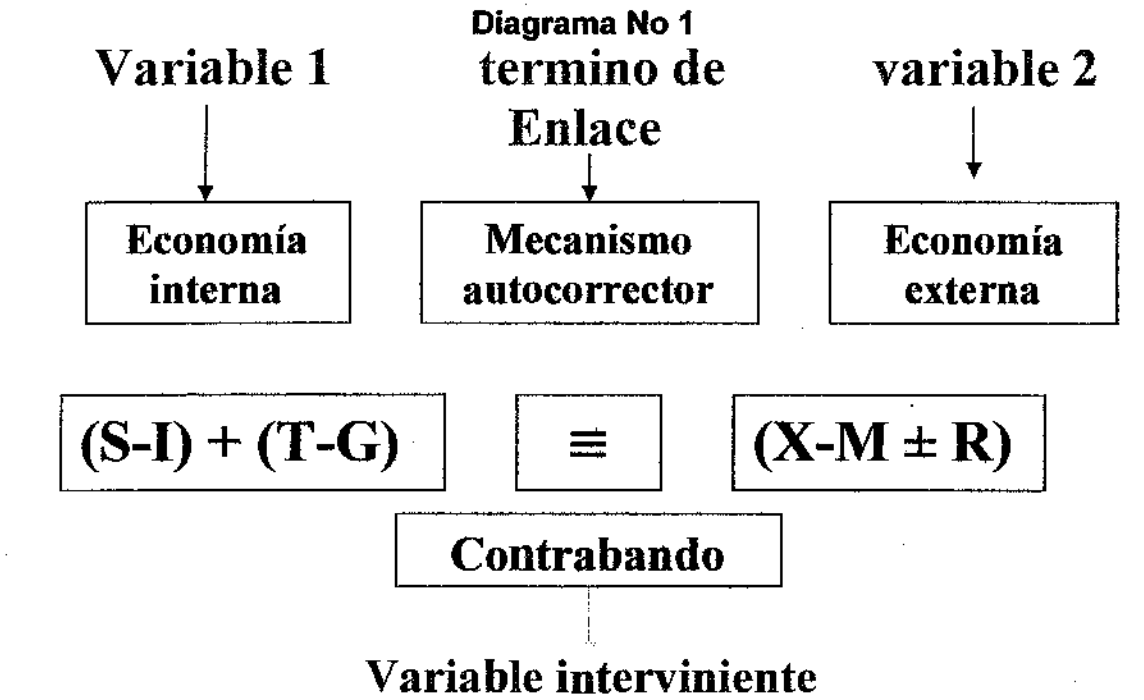 Diagrama No 1
Variable 1
termino de
Enlace
variable 2
Economía
interna
Mecanismo
autocorrector
Economía
externa
(S-I) + (T-G)
≡
(X-M ± R)
Contrabando
Variable interviniente